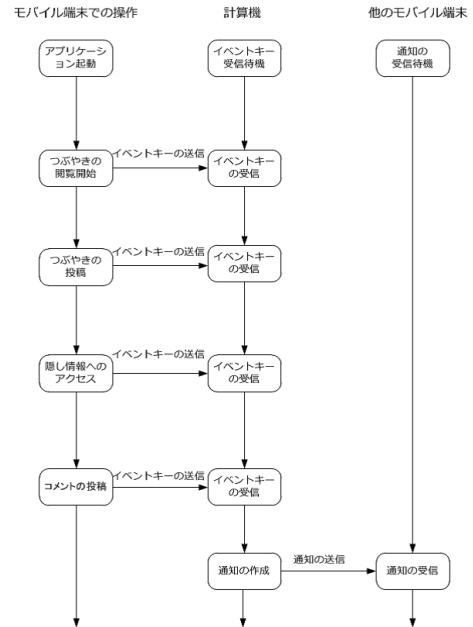 モバイル端末での操作
計算機
他のモバイル端末
アプリケーシ
ョン起動
イベントキー
受信待機
通知の
受信待機
つぶやきの
閲覧開始
イベントキーの送信
イベントキー
の受信
つぶやきの
投稿
イベントキーの送信
イベントキー
の受信
隠し情報への
アクセス
イベントキーの送信
イベントキー
の受信
コメントの投稿
イベントキーの送信
イベントキー
の受信
通知の作成
通知の送信
通知の受信